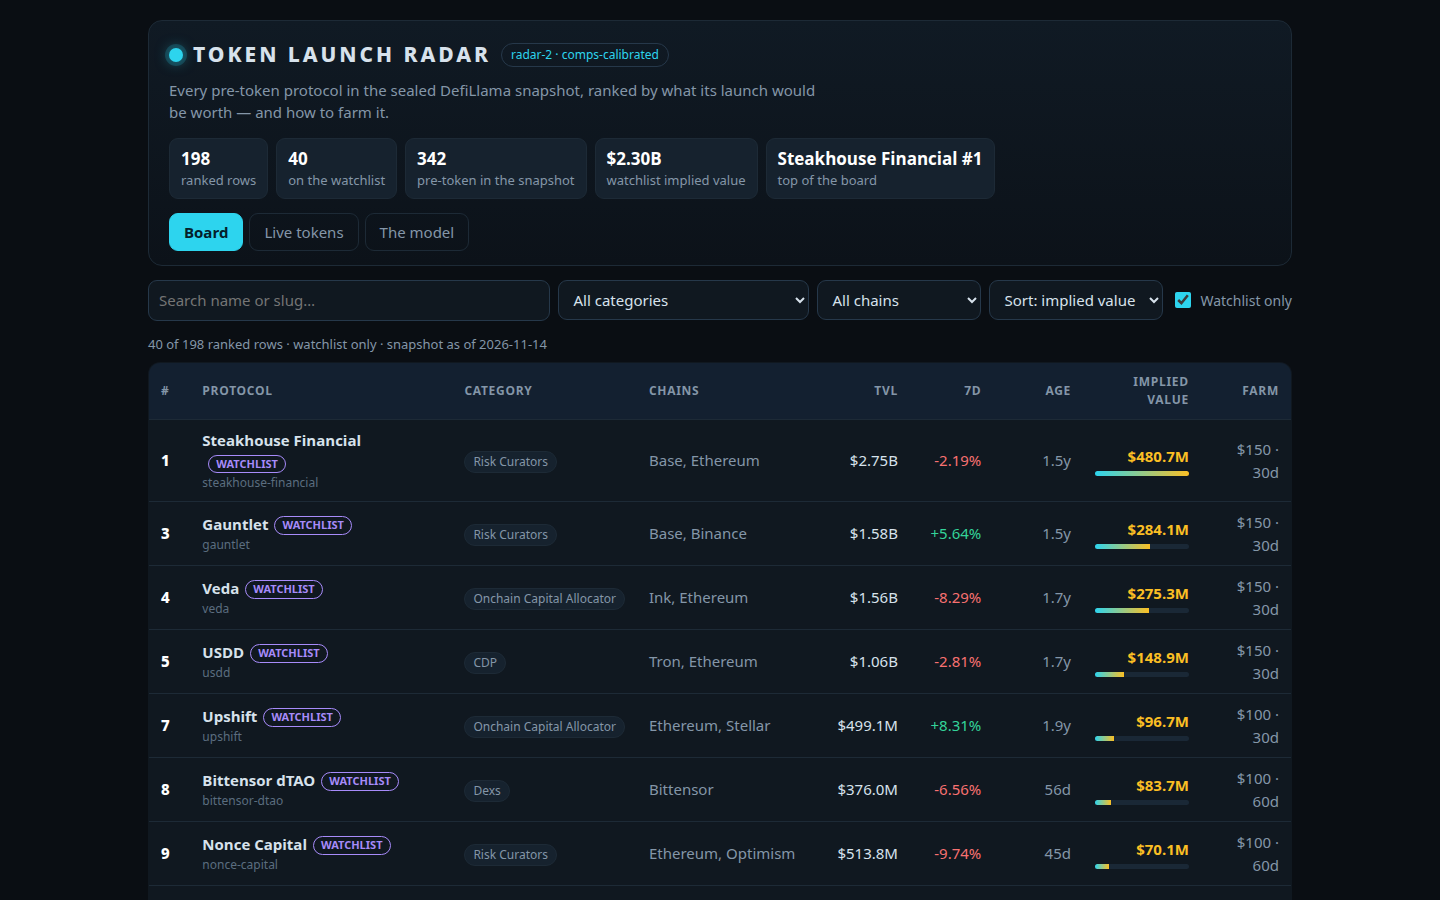 TOKEN LAUNCH RADAR radar-2 · comps-calibrated
Every pre-token protocol in the sealed DefiLlama snapshot, ranked by what its launch would
be worth — and how to farm it.
198 40 342 $2.30B Steakhouse Financial #1
ranked rows on the watchlist pre-token in the snapshot watchlist implied value top of the board
Board Live tokens The model
Search name or slug... All categories All chains Sort: implied value Watchlist only
40 of 198 ranked rows · watchlist only · snapshot as of 2026-11-14
# PROTOCOL CATEGORY CHAINS TVL 7D AGE IMPLIED VALUE FARM
1 Steakhouse Financial WATCHLIST steakhouse-financial Risk Curators Base, Ethereum $2.75B -2.19% 1.5y $480.7M $150 · 30d
3 Gauntlet WATCHLIST gauntlet Risk Curators Base, Binance $1.58B +5.64% 1.5y $284.1M $150 · 30d
4 Veda WATCHLIST veda Onchain Capital Allocator Ink, Ethereum $1.56B -8.29% 1.7y $275.3M $150 · 30d
5 USDD WATCHLIST usdd CDP Tron, Ethereum $1.06B -2.81% 1.7y $148.9M $150 · 30d
7 Upshift WATCHLIST upshift Onchain Capital Allocator Ethereum, Stellar $499.1M +8.31% 1.9y $96.7M $100 · 30d
8 Bittensor dTAO WATCHLIST bittensor-dtao Dexs Bittensor $376.0M -6.56% 56d $83.7M $100 · 60d
9 Nonce Capital WATCHLIST nonce-capital Risk Curators Ethereum, Optimism $513.8M -9.74% 45d $70.1M $100 · 60d